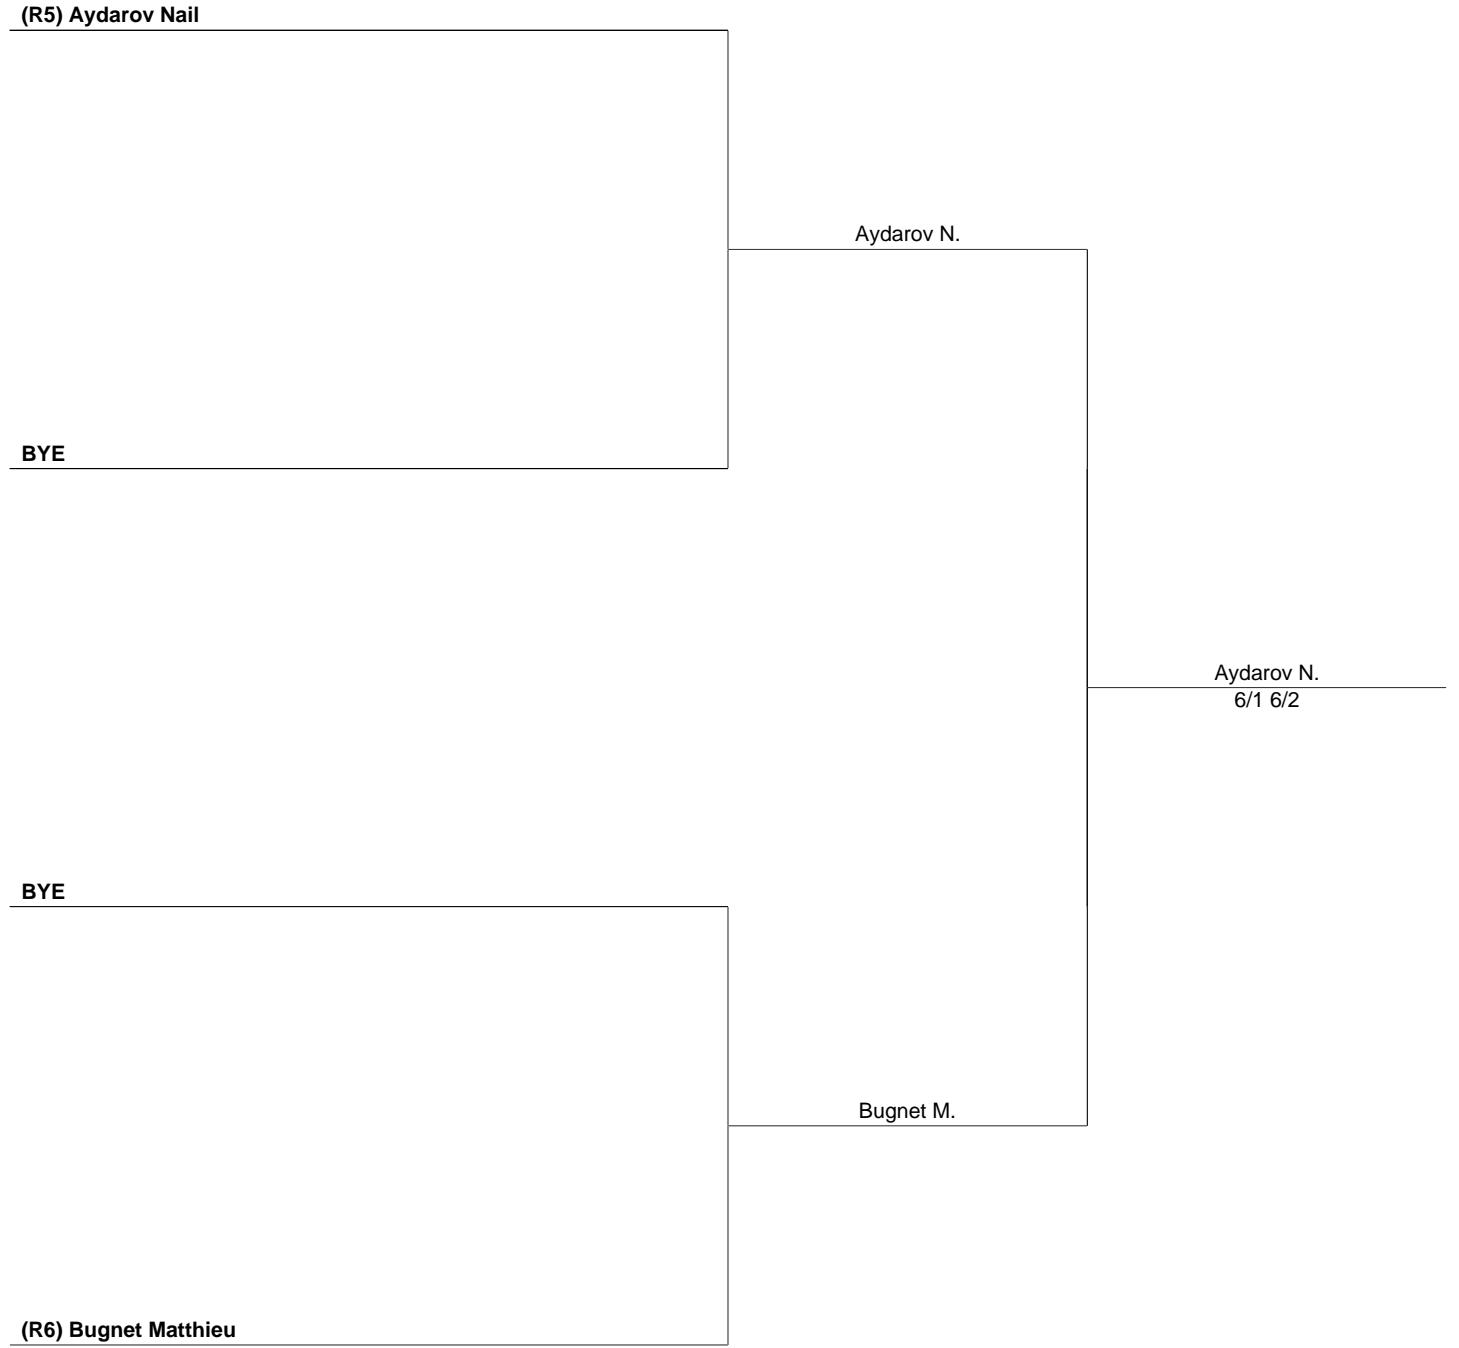 (R5) Aydarov Nail
Aydarov N.
BYE
Aydarov N.
6/1 6/2
BYE
Bugnet M.
(R6) Bugnet Matthieu